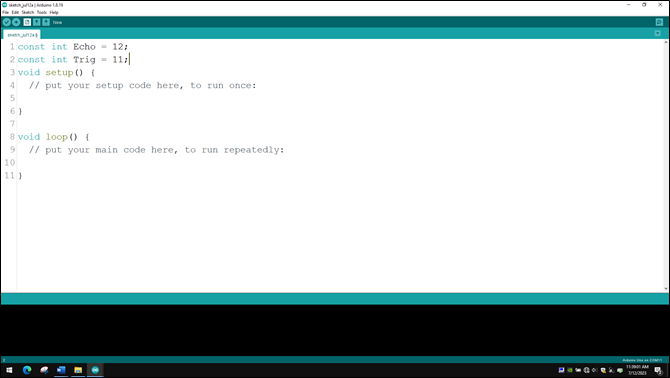 sketch_jul12a | Arduino 1.8.19
File Edit Sketch Tools Help
New
sketch_jul12a §
1 const int Echo = 12;
2 const int Trig = 11;
3 void setup() {
4 // put your setup code here, to run once:
5
6 }
7
8 void loop() {
9 // put your main code here, to run repeatedly:
10
11 }
2
Arduino Uno on COM11
11:39:01 AM
7/12/2023